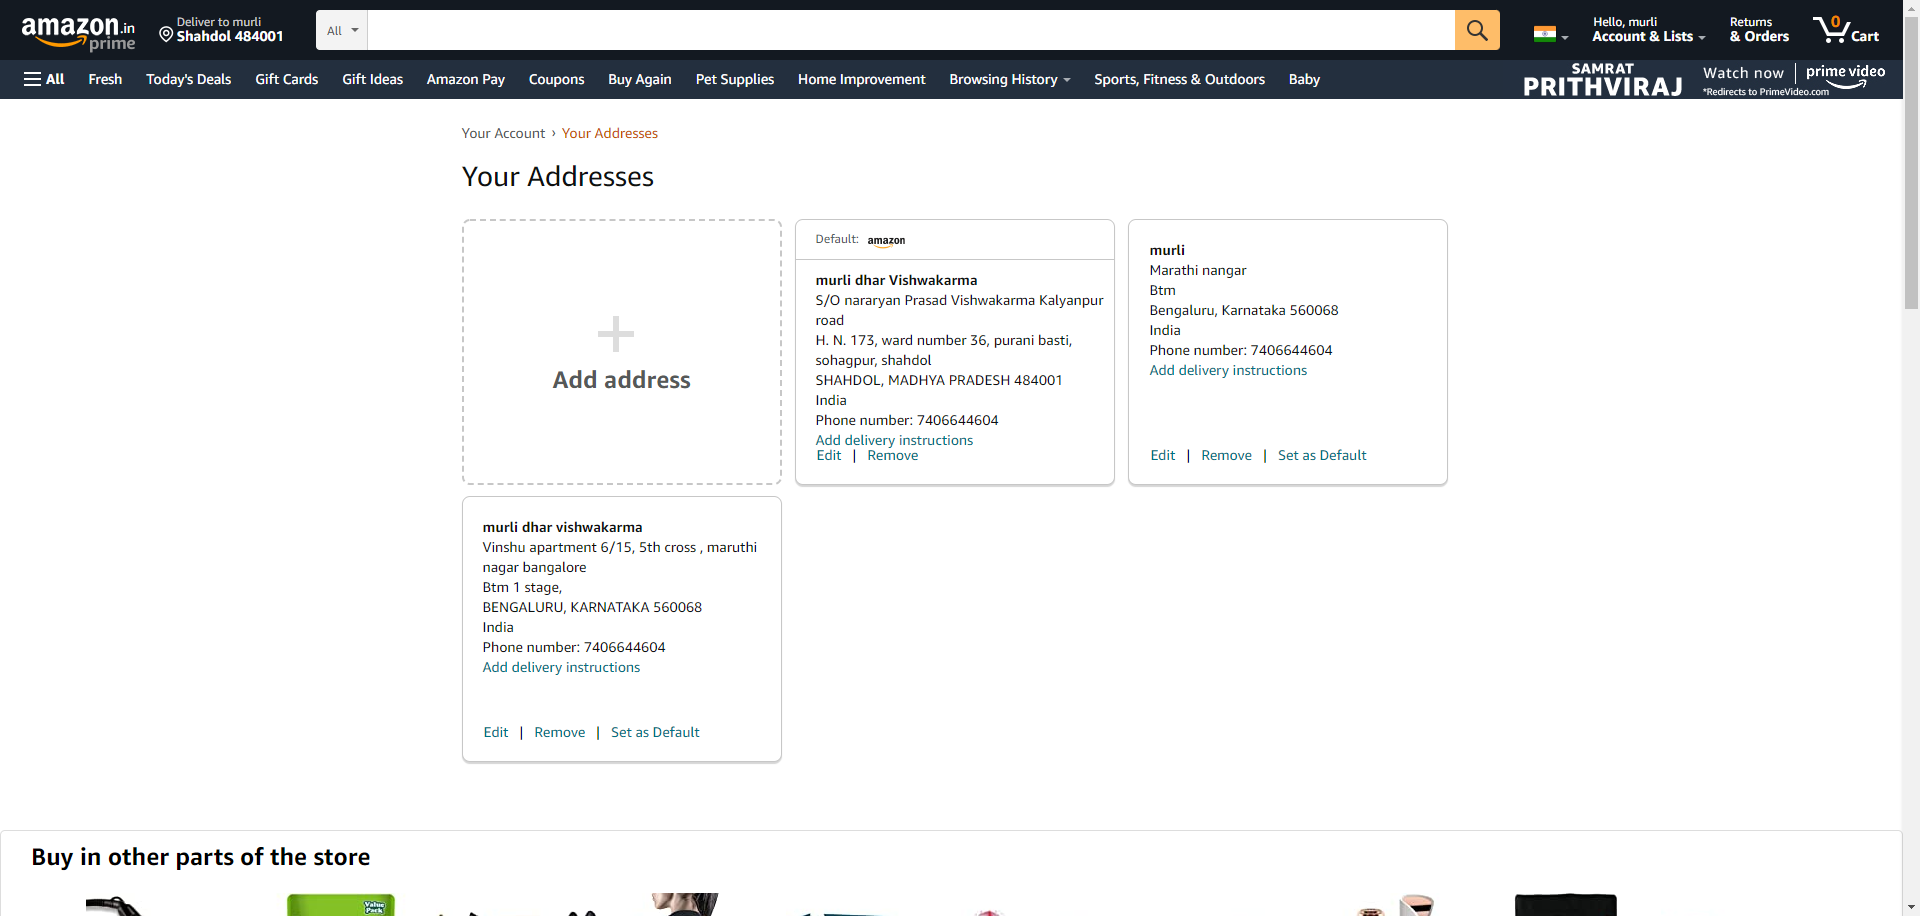 amazon.in
prime
Deliver to murli
Shahdol 484001
All
Hello, murli
Account & Lists
Returns
& Orders
0
Cart
All
Fresh
Today's Deals
Gift Cards
Gift Ideas
Amazon Pay
Coupons
Buy Again
Pet Supplies
Home Improvement
Browsing History
Sports, Fitness & Outdoors
Baby
SAMRAT
PRITHVIRAJ
Watch now
prime video
*Redirects to PrimeVideo.com
Your Account › Your Addresses
Your Addresses
Add address
Default: amazon
murli dhar Vishwakarma
S/O nararyan Prasad Vishwakarma Kalyanpur
road
H. N. 173, ward number 36, purani basti,
sohagpur, shahdol
SHAHDOL, MADHYA PRADESH 484001
India
Phone number: 7406644604
Add delivery instructions
Edit | Remove
murli
Marathi nangar
Btm
Bengaluru, Karnataka 560068
India
Phone number: 7406644604
Add delivery instructions
Edit | Remove | Set as Default
murli dhar vishwakarma
Vinshu apartment 6/15, 5th cross , maruthi
nagar bangalore
Btm 1 stage,
BENGALURU, KARNATAKA 560068
India
Phone number: 7406644604
Add delivery instructions
Edit | Remove | Set as Default
Buy in other parts of the store
Value
Pack